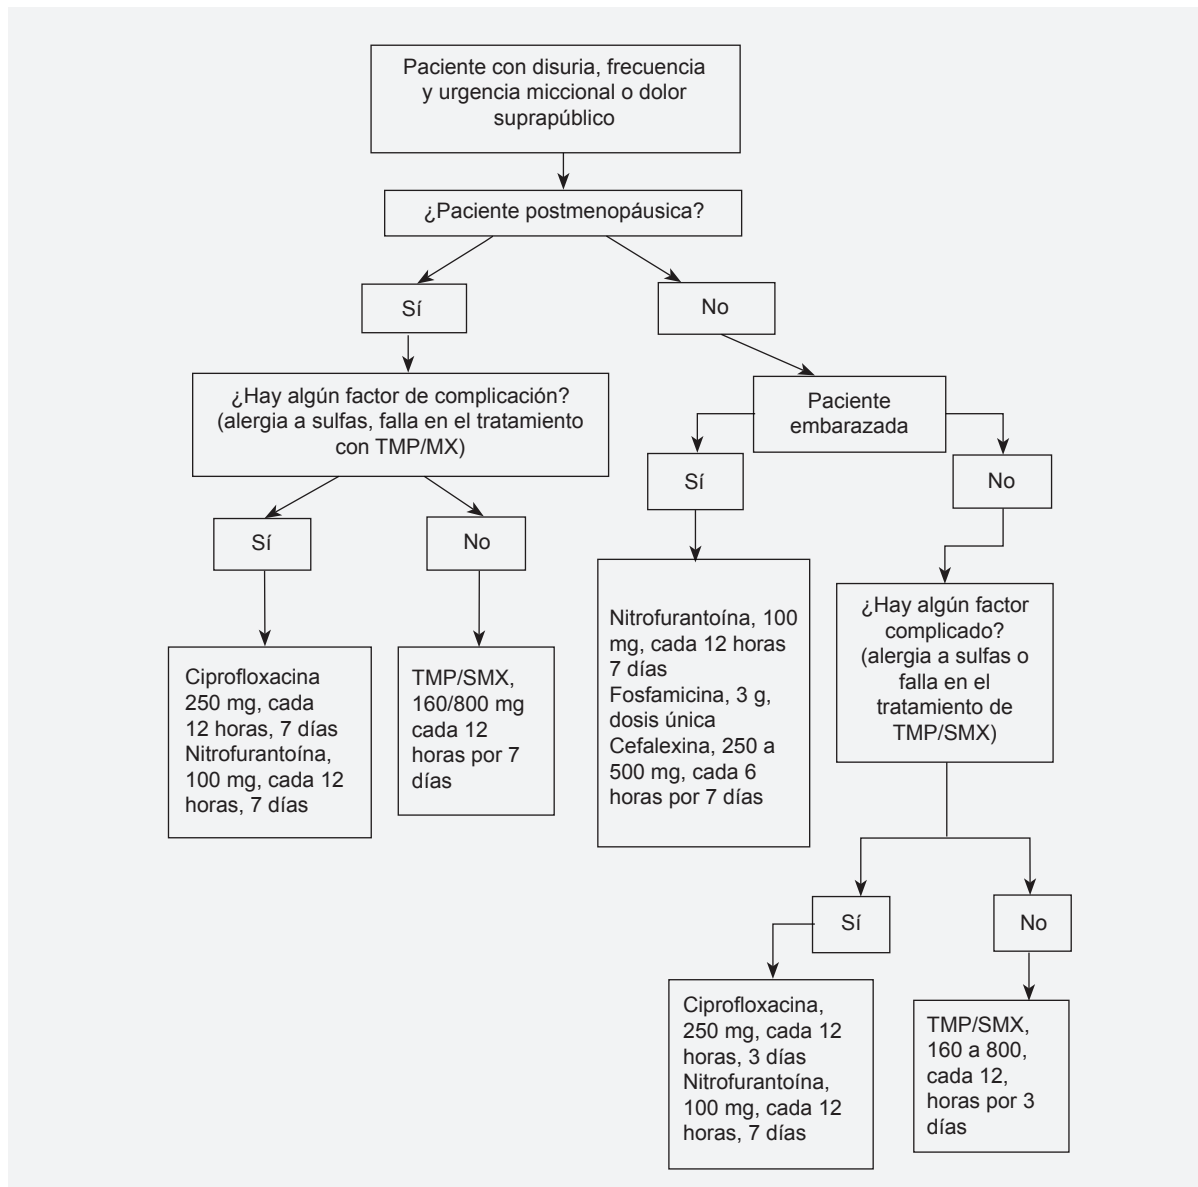 Paciente con disuria, frecuencia
y urgencia miccional o dolor
suprapúblico
¿Paciente postmenopáusica?
Sí
No
¿Hay algún factor de complicación?
(alergia a sulfas, falla en el tratamiento
con TMP/MX)
Paciente
embarazada
Sí
No
Sí
No
Ciprofloxacina
250 mg, cada
12 horas, 7 días
Nitrofurantoína,
100 mg, cada 12
horas, 7 días
TMP/SMX,
160/800 mg
cada 12
horas por 7
días
Nitrofurantoína, 100
mg, cada 12 horas
7 días
Fosfamicina, 3 g,
dosis única
Cefalexina, 250 a
500 mg, cada 6
horas por 7 días
¿Hay algún factor
complicado?
(alergia a sulfas o
falla en el
tratamiento de
TMP/SMX)
Sí
No
Ciprofloxacina,
250 mg, cada 12
horas, 3 días
Nitrofurantoína,
100 mg, cada 12
horas, 7 días
TMP/SMX,
160 a 800,
cada 12,
horas por 3
días